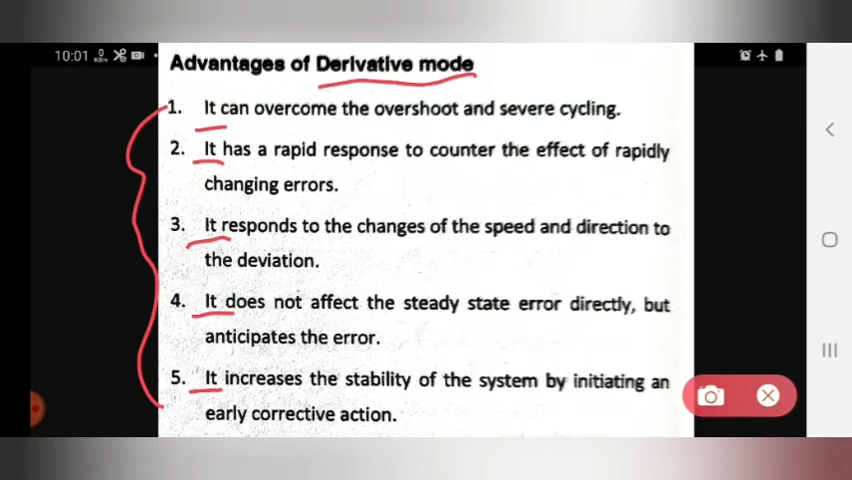 10:01
Advantages of Derivative mode
1. It can overcome the overshoot and severe cycling.
2. It has a rapid response to counter the effect of rapidly
changing errors.
3. It responds to the changes of the speed and direction to
the deviation.
4. It does not affect the steady state error directly, but
anticipates the error.
5. It increases the stability of the system by initiating an
early corrective action.